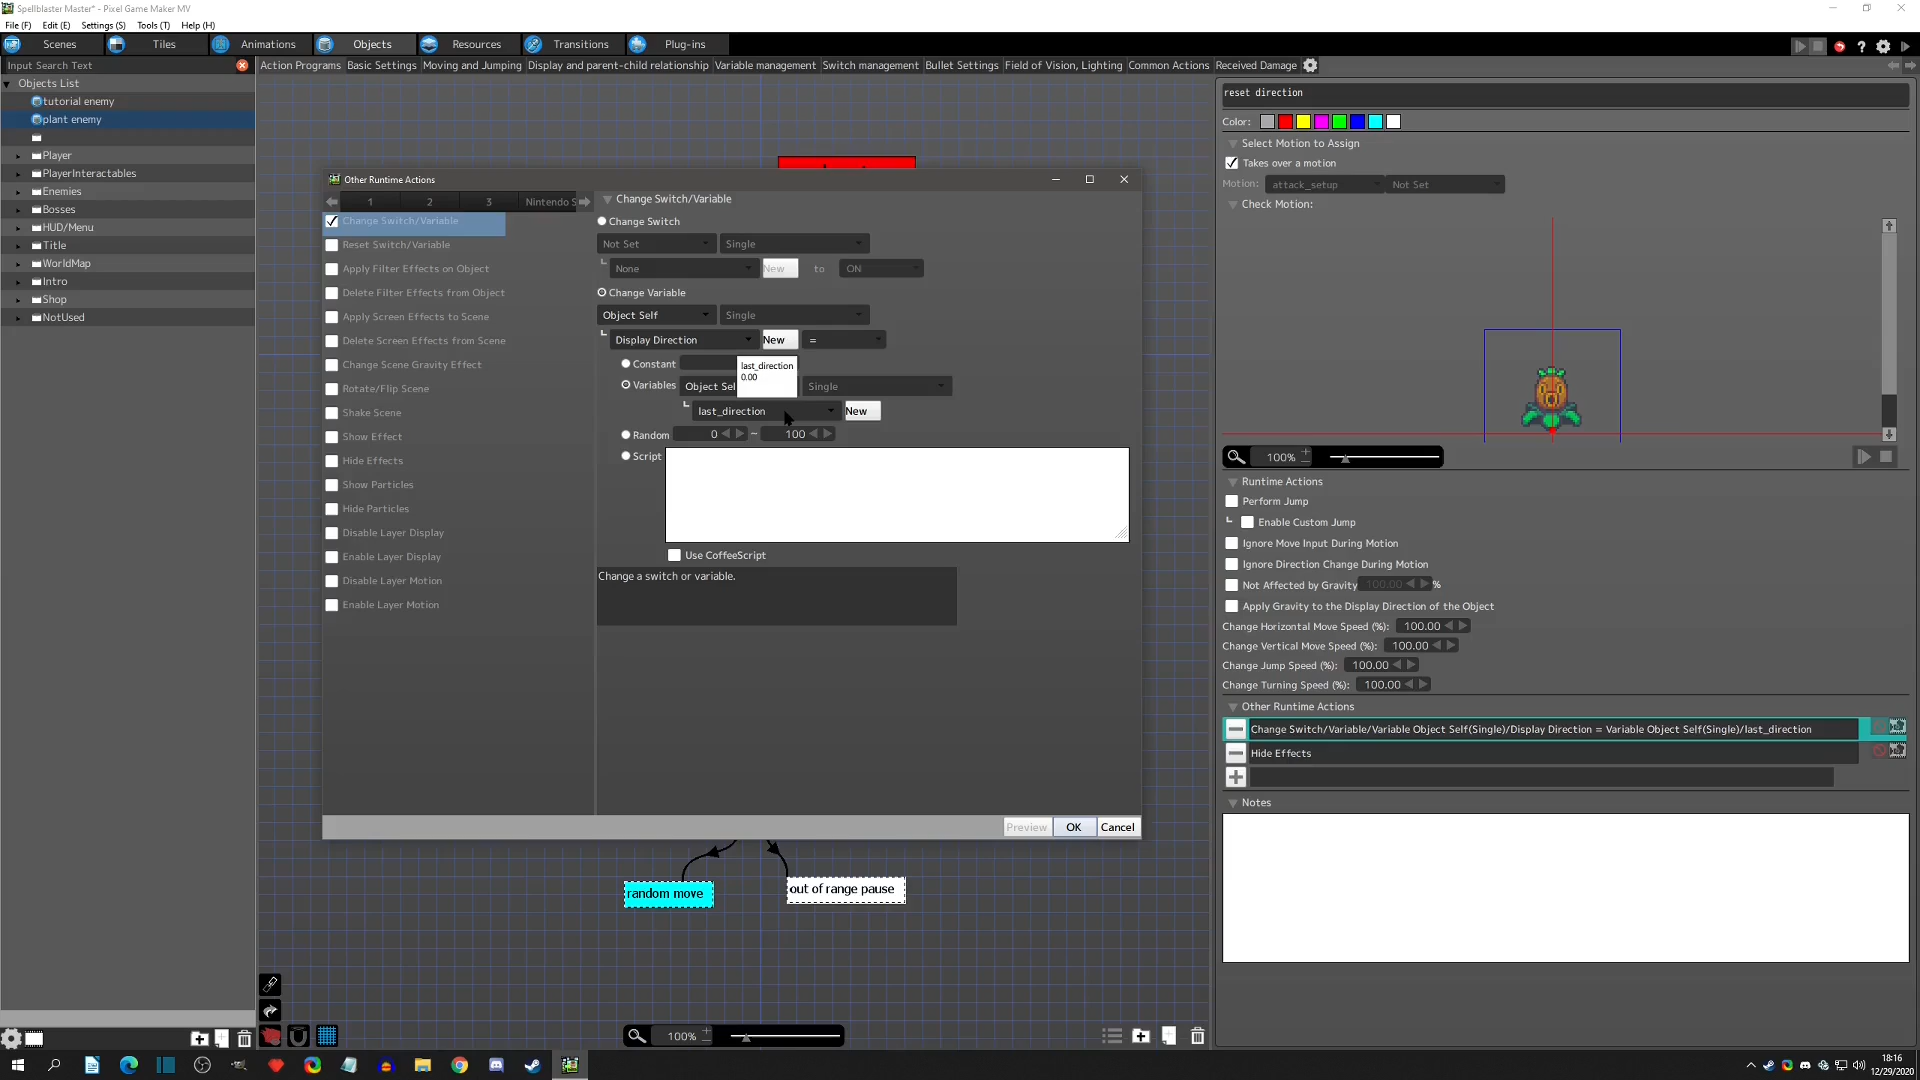 Spellblaster Master* - Pixel Game Maker MV
File (F) Edit (E) Settings (S) Tools (T) Help (H)
Scenes Tiles Animations Objects Resources Transitions Plug-ins
Input Search Text
Action Programs Basic Settings Moving and Jumping Display and parent-child relationship Variable management Switch management Bullet Settings Field of Vision, Lighting Common Actions Received Damage
Objects List
tutorial enemy
plant enemy
Player
PlayerInteractables
Enemies
Bosses
HUD/Menu
Title
WorldMap
Intro
Shop
NotUsed
Other Runtime Actions
1 2 3 Nintendo S
Change Switch/Variable
Reset Switch/Variable
Apply Filter Effects on Object
Delete Filter Effects from Object
Apply Screen Effects to Scene
Delete Screen Effects from Scene
Change Scene Gravity Effect
Rotate/Flip Scene
Shake Scene
Show Effect
Hide Effects
Show Particles
Hide Particles
Disable Layer Display
Enable Layer Display
Disable Layer Motion
Enable Layer Motion
Change Switch/Variable
Change Switch
Not Set Single
None New to ON
Change Variable
Object Self Single
Display Direction New =
Constant
last_direction
0.00
Variables Object Sel Single
last_direction New
Random 0 ~ 100
Script
Use CoffeeScript
Change a switch or variable.
Preview OK Cancel
random move
out of range pause
100%
reset direction
Color:
Select Motion to Assign
Takes over a motion
Motion: attack_setup Not Set
Check Motion:
100%
Runtime Actions
Perform Jump
Enable Custom Jump
Ignore Move Input During Motion
Ignore Direction Change During Motion
Not Affected by Gravity 100.00 %
Apply Gravity to the Display Direction of the Object
Change Horizontal Move Speed (%): 100.00
Change Vertical Move Speed (%): 100.00
Change Jump Speed (%): 100.00
Change Turning Speed (%): 100.00
Other Runtime Actions
Change Switch/Variable/Variable Object Self(Single)/Display Direction = Variable Object Self(Single)/last_direction
Hide Effects
Notes
18:16
12/29/2020